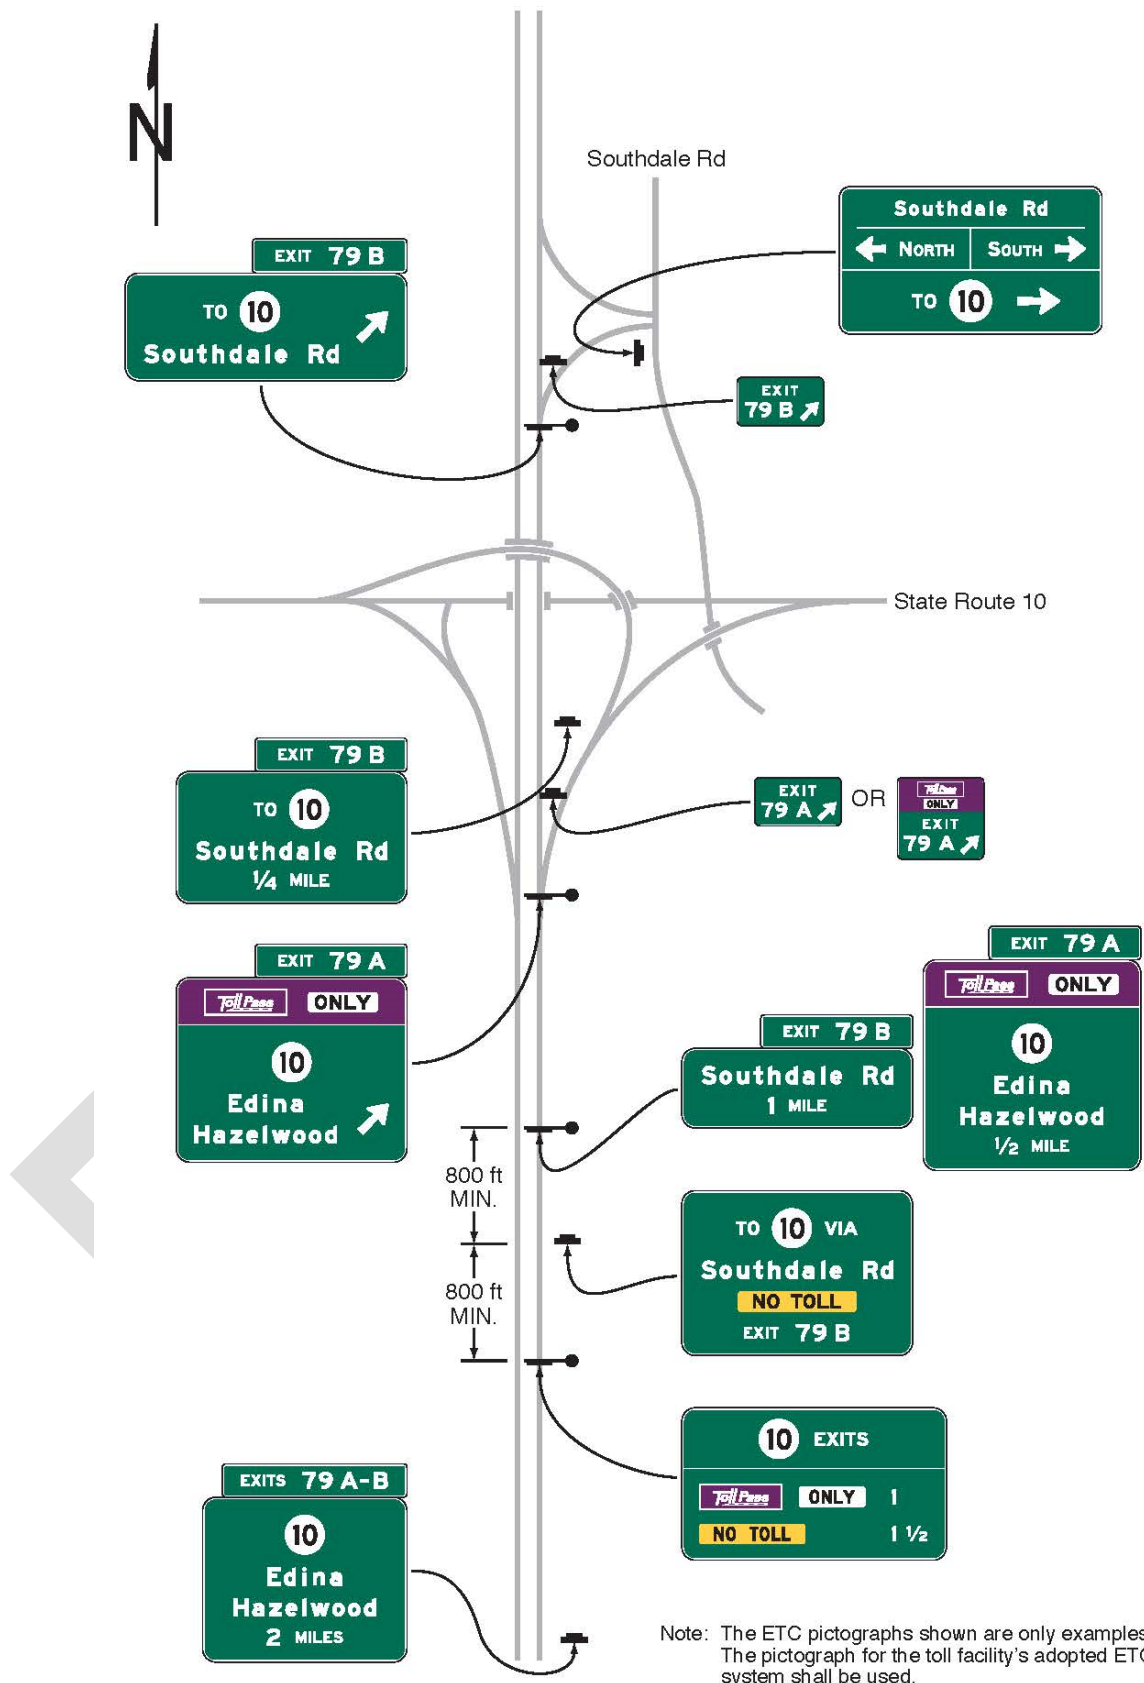 N
Southdale Rd
Southdale Rd
NORTH SOUTH
TO 10
EXIT 79 B
TO 10
Southdale Rd
EXIT
79 B
State Route 10
EXIT 79 B
TO 10
Southdale Rd
1/4 MILE
EXIT
79 A
OR
Toll Pass
ONLY
EXIT
79 A
EXIT 79 A
Toll Pass ONLY
10
Edina
Hazelwood
EXIT 79 A
Toll Pass ONLY
10
Edina
Hazelwood
1/2 MILE
EXIT 79 B
Southdale Rd
1 MILE
800 ft
MIN.
TO 10 VIA
Southdale Rd
NO TOLL
EXIT 79 B
800 ft
MIN.
10 EXITS
Toll Pass ONLY 1
NO TOLL 1 1/2
EXITS 79 A-B
10
Edina
Hazelwood
2 MILES
Note: The ETC pictographs shown are only examples
The pictograph for the toll facility's adopted ETC
system shall be used.